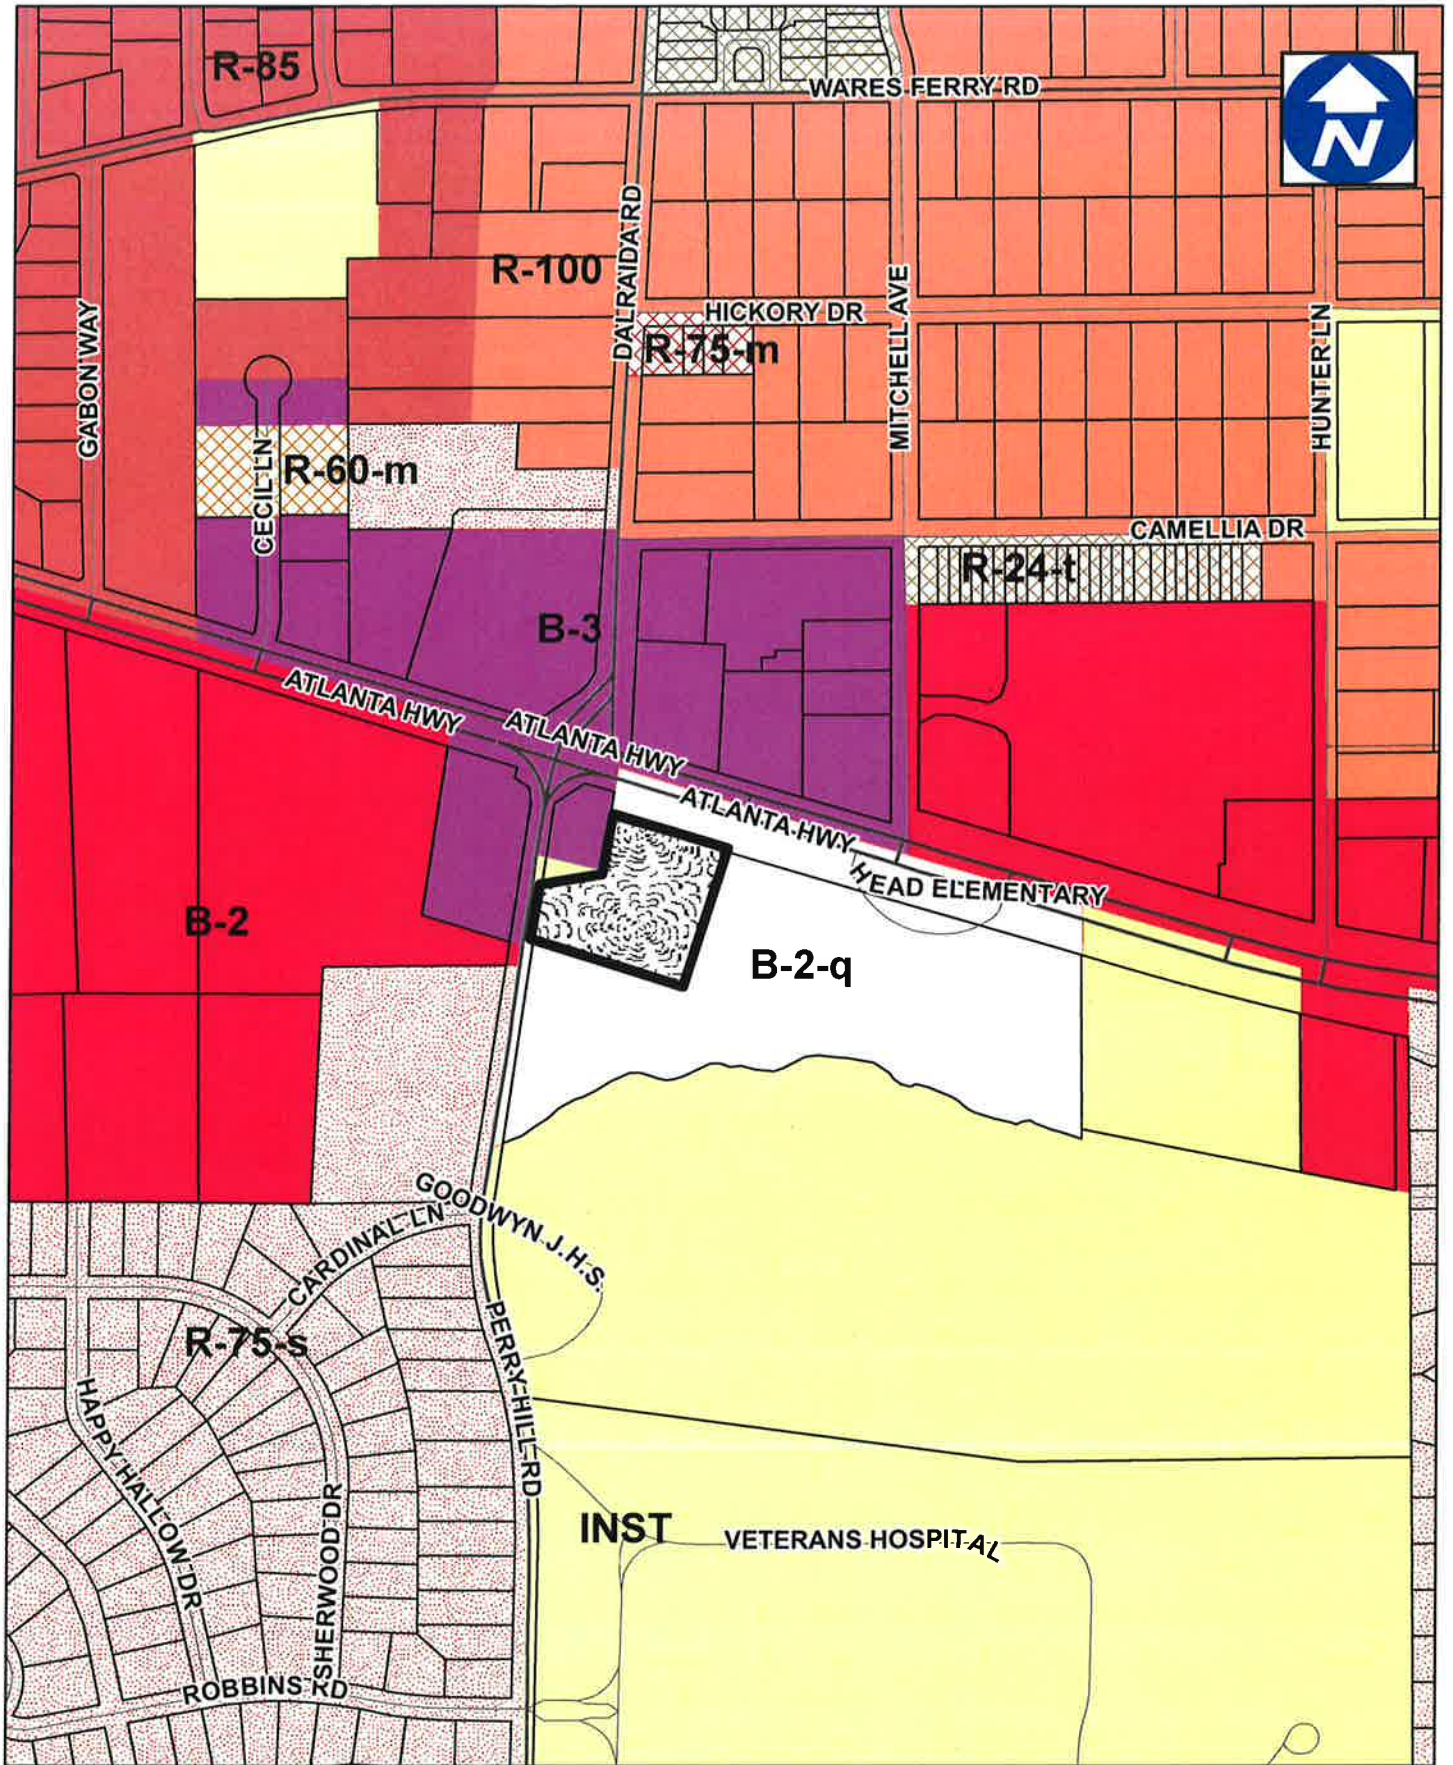 R-85
WARES FERRY RD
N
DALRAIDA RD
R-100
MITCHELL AVE
GABON WAY
HICKORY DR
HUNTER LN
R-75-m
CECIL LN
R-60-m
CAMELLIA DR
R-24-t
B-3
ATLANTA HWY
ATLANTA HWY
ATLANTA HWY
HEAD ELEMENTARY
B-2
B-2-q
GOODWYN J.H.S.
CARDINAL LN
R-75-s
PERRY HILL RD
HAPPY HALLOW DR
SHERWOOD DR
INST
VETERANS HOSPITAL
ROBBINS RD